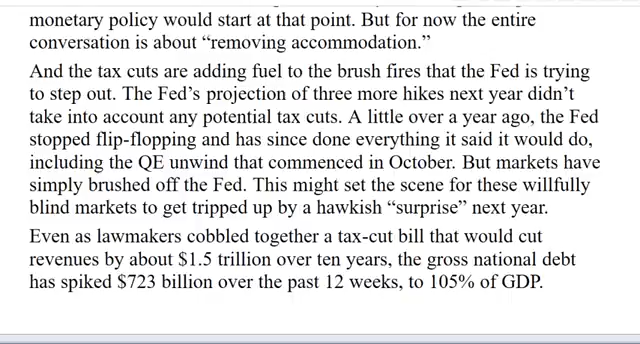 monetary policy would start at that point. But for now the entire
conversation is about “removing accommodation.”
And the tax cuts are adding fuel to the brush fires that the Fed is trying
to step out. The Fed’s projection of three more hikes next year didn’t
take into account any potential tax cuts. A little over a year ago, the Fed
stopped flip-flopping and has since done everything it said it would do,
including the QE unwind that commenced in October. But markets have
simply brushed off the Fed. This might set the scene for these willfully
blind markets to get tripped up by a hawkish “surprise” next year.
Even as lawmakers cobbled together a tax-cut bill that would cut
revenues by about $1.5 trillion over ten years, the gross national debt
has spiked $723 billion over the past 12 weeks, to 105% of GDP.